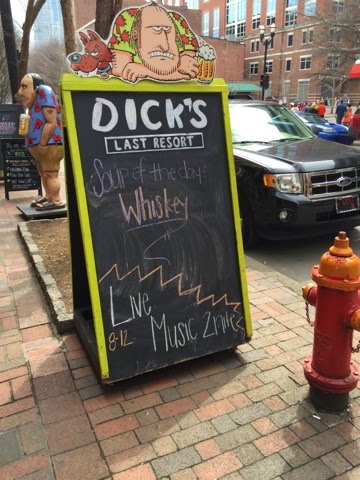 DICK'S
LAST RESORT
Soup of the day:
Whiskey
Live
Music 2nite
8-12